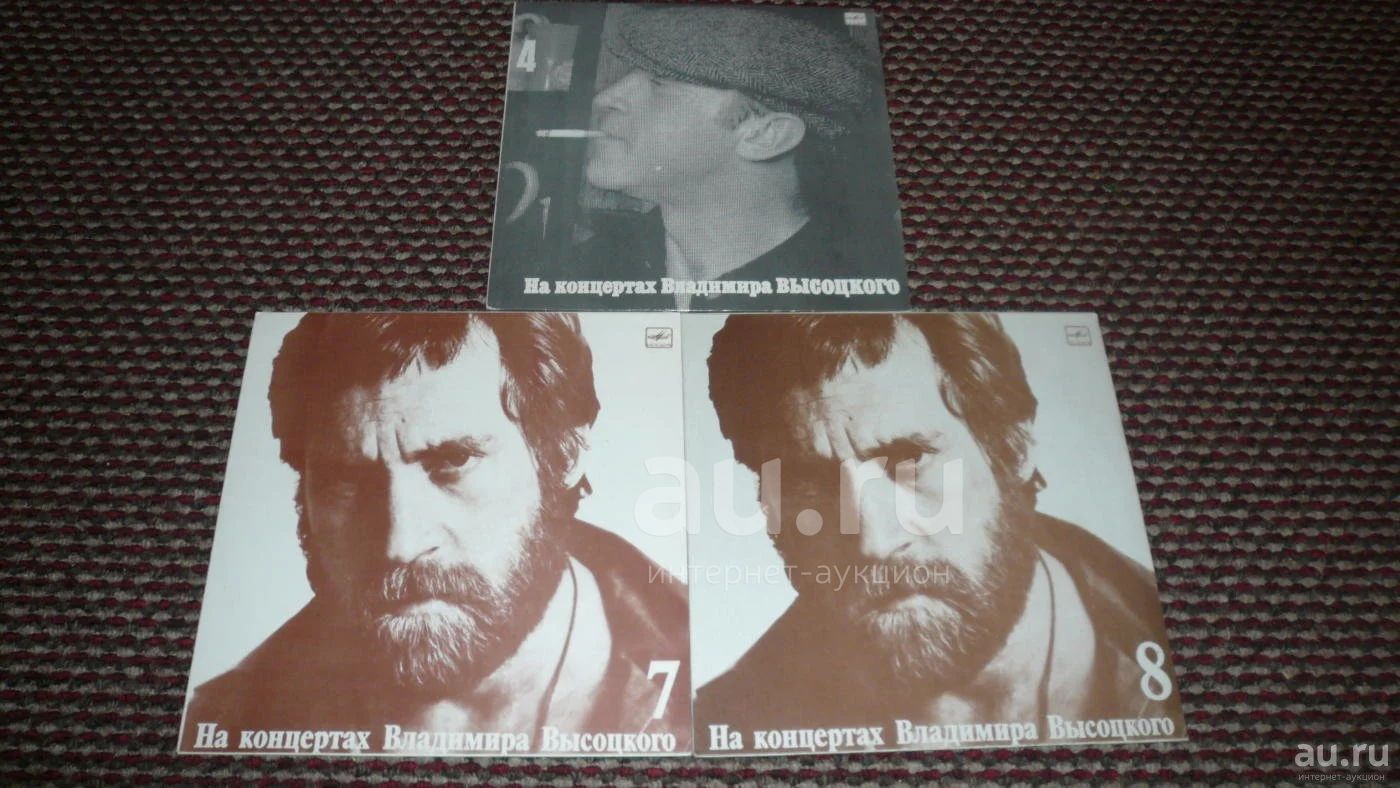 4
На концертах Владимира ВЫСОЦКОГО
7
На концертах Владимира Высоцкого
8
На концертах Владимира Высоцкого
au.ru
интернет-аукцион
au.ru
интернет-аукцион